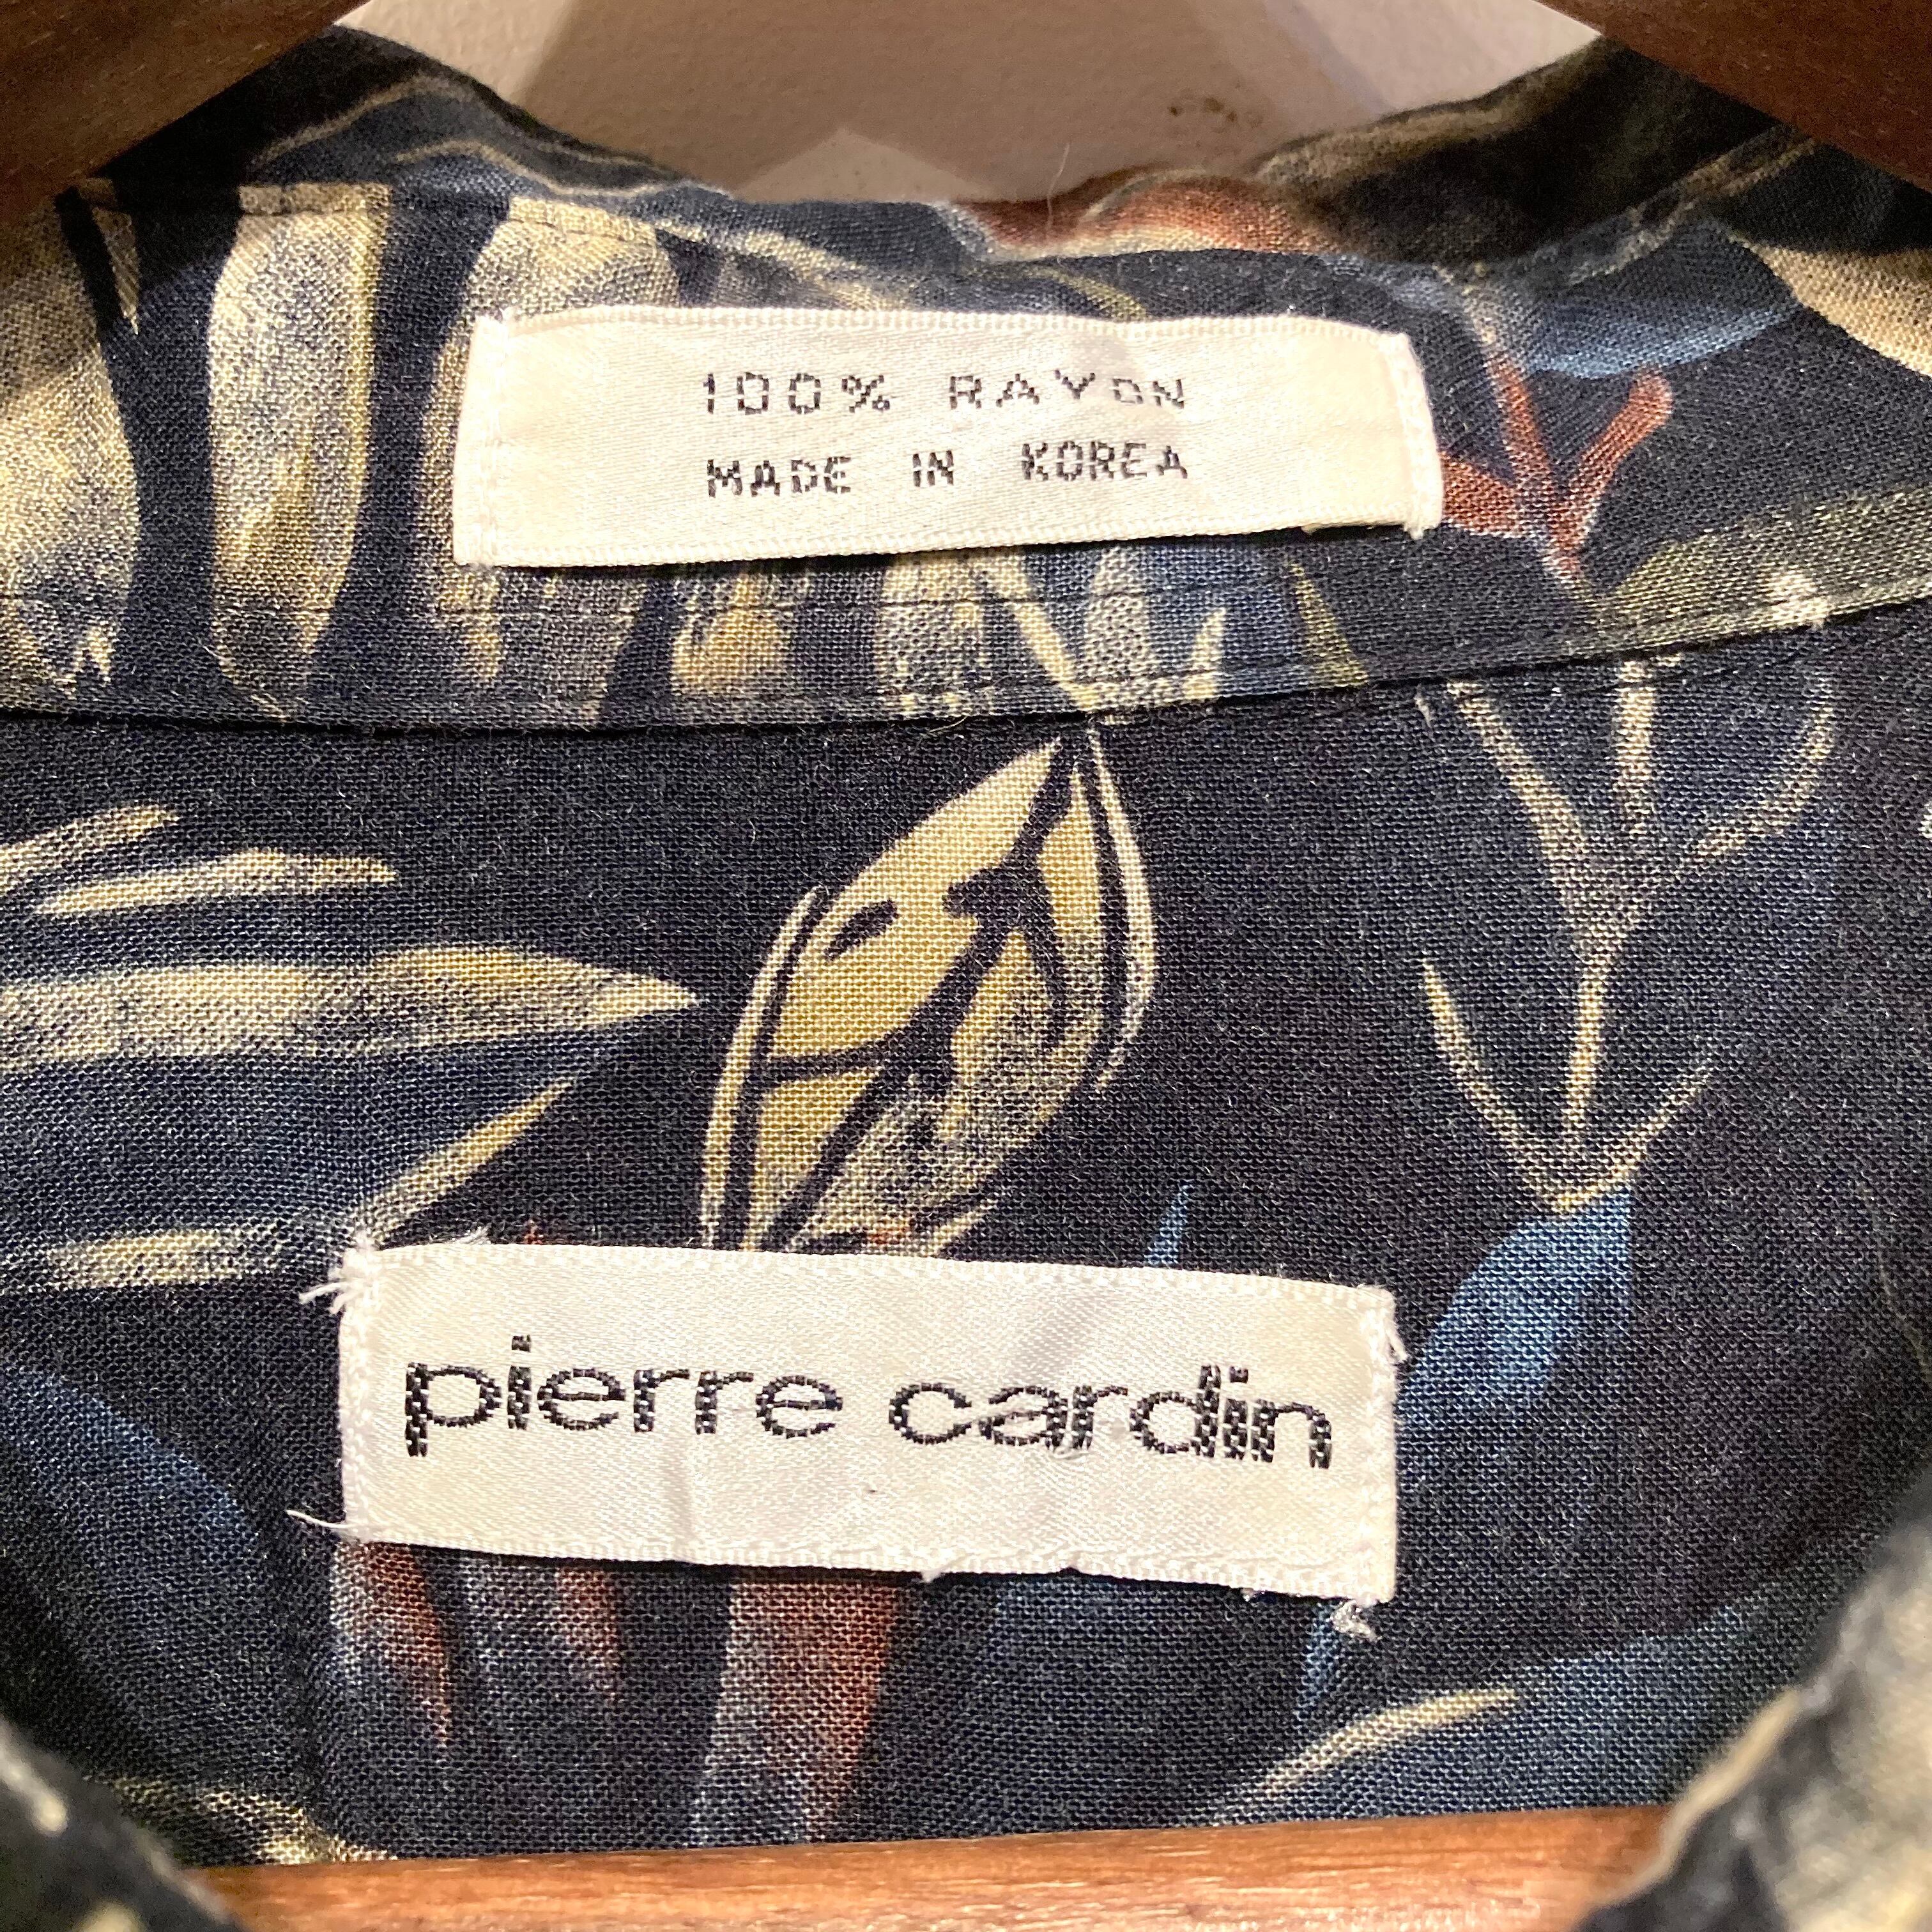 100% RAYON
MADE IN KOREA
pierre cardin